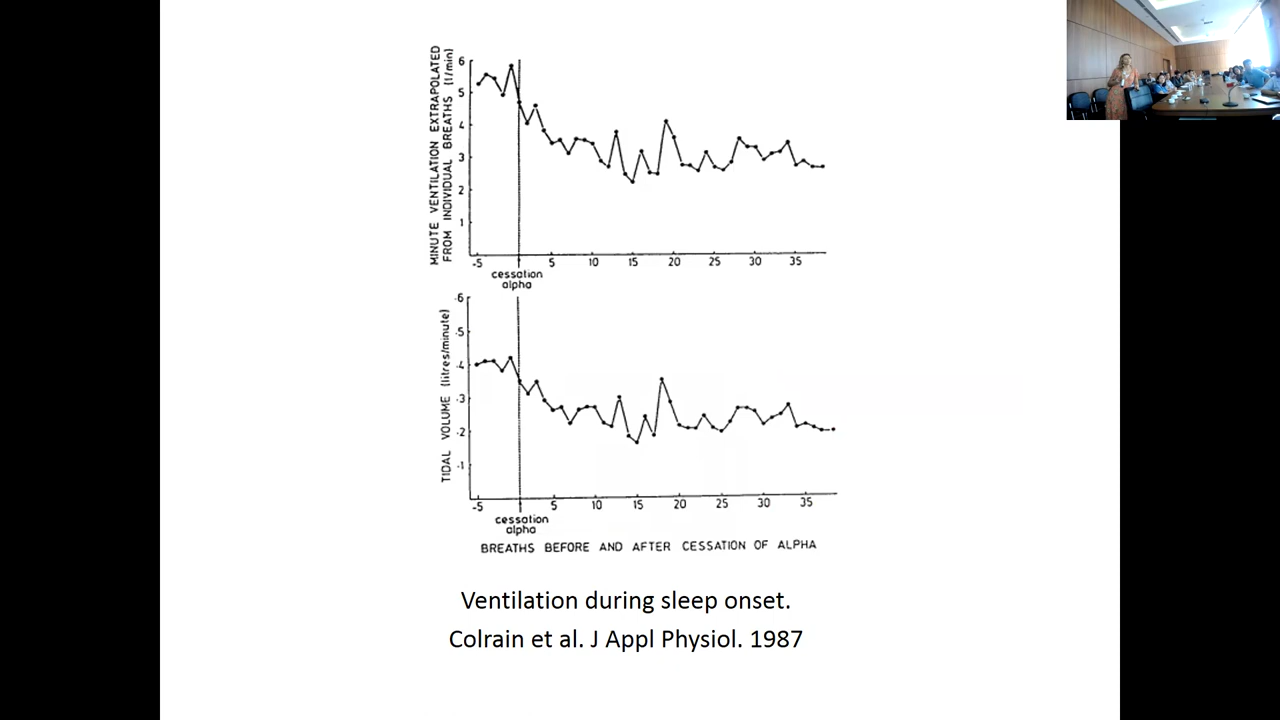 MINUTE VENTILATION EXTRAPOLATED
FROM INDIVIDUAL BREATHS (l/min)
6
5
4
3
2
1
-5
5
10
15
20
25
30
35
cessation
alpha
TIDAL VOLUME (litres/minute)
·6
·5
·4
·3
·2
·1
-5
5
10
15
20
25
30
35
cessation
alpha
BREATHS BEFORE AND AFTER CESSATION OF ALPHA
Ventilation during sleep onset.
Colrain et al. J Appl Physiol. 1987